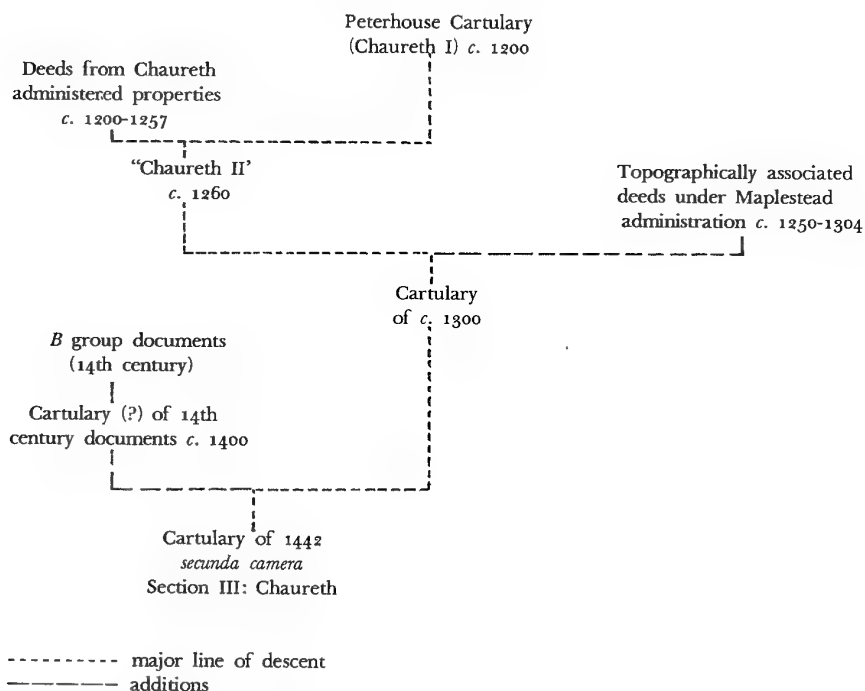 Peterhouse Cartulary
(Chaureth I) c. 1200
Deeds from Chaureth
administered properties
c. 1200-1257
"Chaureth II'
c. 1260
Topographically associated
deeds under Maplestead
administration c. 1250-1304
Cartulary
of c. 1300
B group documents
(14th century)
Cartulary (?) of 14th
century documents c. 1400
Cartulary of 1442
secunda camera
Section III: Chaureth
major line of descent
additions